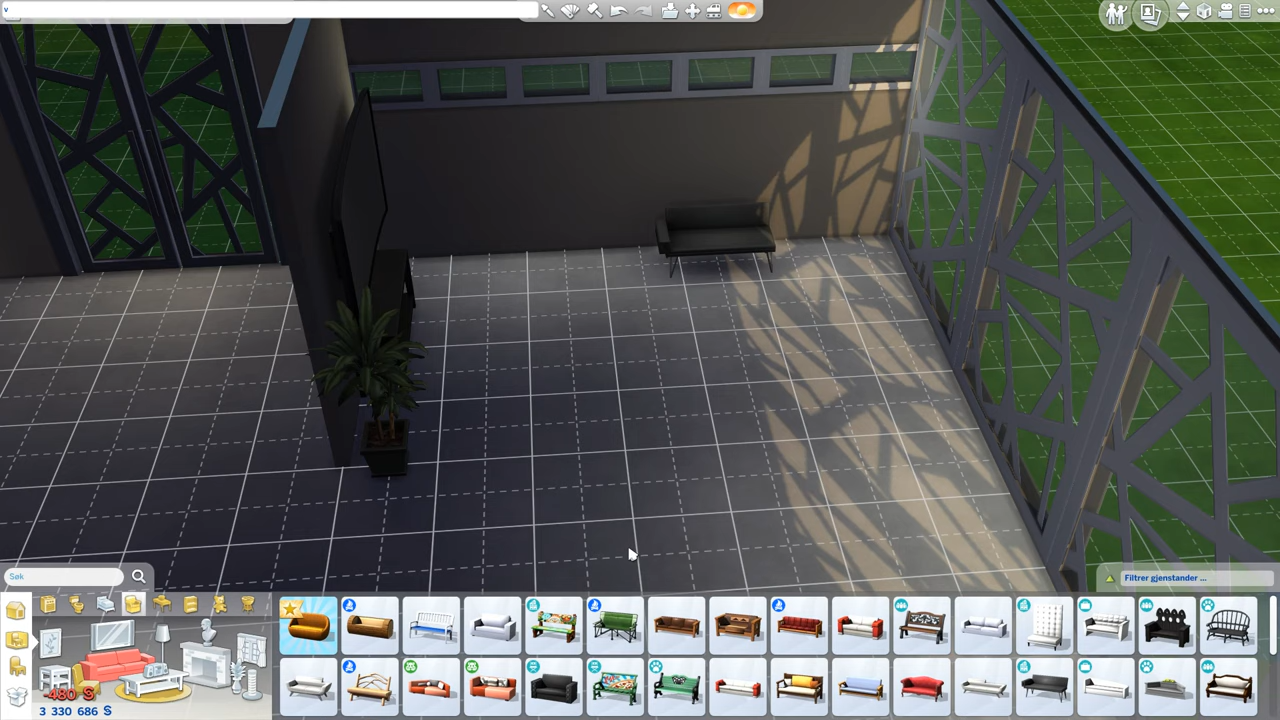 v
Søk
Filtrer gjenstander ...
-480 §
3 330 686 §